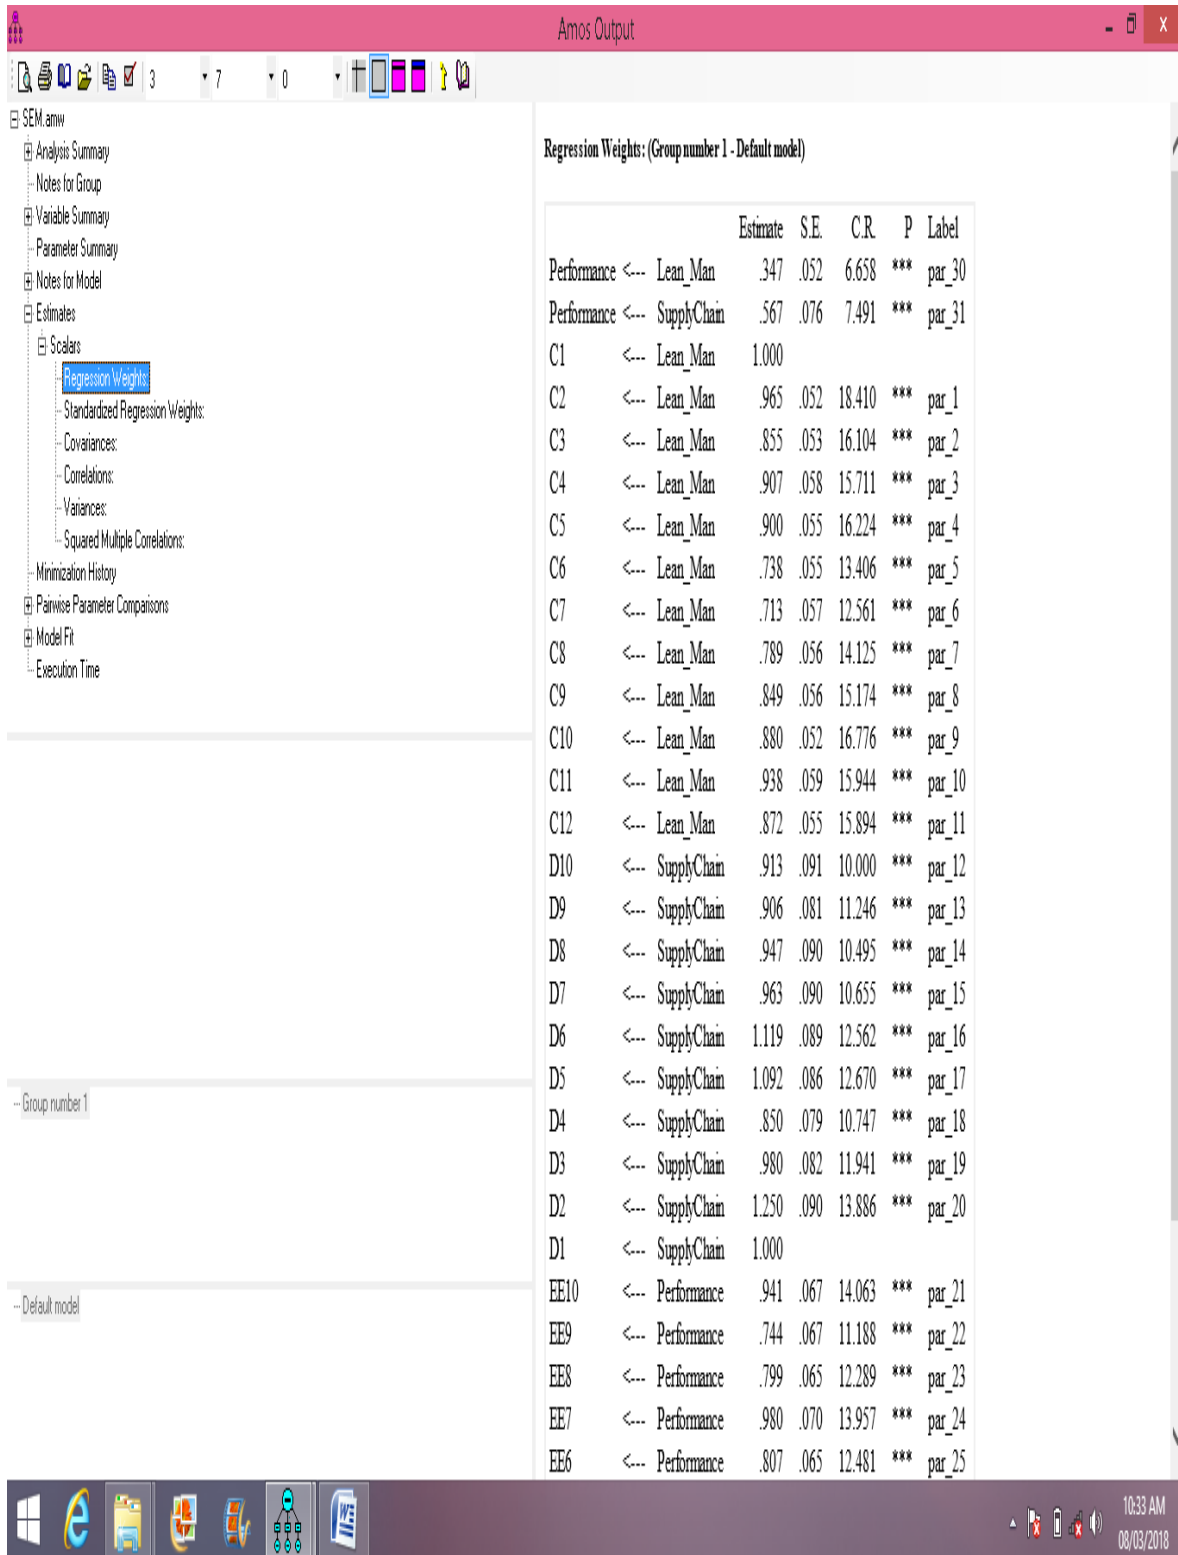 Amos Output
3 7 0
SEM.amw
Analysis Summary
Notes for Group
Variable Summary
Parameter Summary
Notes for Model
Estimates
Scalars
Regression Weights:
Standardized Regression Weights:
Covariances:
Correlations:
Variances:
Squared Multiple Correlations:
Minimization History
Pairwise Parameter Comparisons
Model Fit
Execution Time
Group number 1
Default model
Regression Weights: (Group number 1 - Default model)
Estimate S.E. C.R. P Label
Performance <--- Lean_Man .347 .052 6.658 *** par_30
Performance <--- SupplyChain .567 .076 7.491 *** par_31
C1 <--- Lean_Man 1.000
C2 <--- Lean_Man .965 .052 18.410 *** par_1
C3 <--- Lean_Man .855 .053 16.104 *** par_2
C4 <--- Lean_Man .907 .058 15.711 *** par_3
C5 <--- Lean_Man .900 .055 16.224 *** par_4
C6 <--- Lean_Man .738 .055 13.406 *** par_5
C7 <--- Lean_Man .713 .057 12.561 *** par_6
C8 <--- Lean_Man .789 .056 14.125 *** par_7
C9 <--- Lean_Man .849 .056 15.174 *** par_8
C10 <--- Lean_Man .880 .052 16.776 *** par_9
C11 <--- Lean_Man .938 .059 15.944 *** par_10
C12 <--- Lean_Man .872 .055 15.894 *** par_11
D10 <--- SupplyChain .913 .091 10.000 *** par_12
D9 <--- SupplyChain .906 .081 11.246 *** par_13
D8 <--- SupplyChain .947 .090 10.495 *** par_14
D7 <--- SupplyChain .963 .090 10.655 *** par_15
D6 <--- SupplyChain 1.119 .089 12.562 *** par_16
D5 <--- SupplyChain 1.092 .086 12.670 *** par_17
D4 <--- SupplyChain .850 .079 10.747 *** par_18
D3 <--- SupplyChain .980 .082 11.941 *** par_19
D2 <--- SupplyChain 1.250 .090 13.886 *** par_20
D1 <--- SupplyChain 1.000
EE10 <--- Performance .941 .067 14.063 *** par_21
EE9 <--- Performance .744 .067 11.188 *** par_22
EE8 <--- Performance .799 .065 12.289 *** par_23
EE7 <--- Performance .980 .070 13.957 *** par_24
EE6 <--- Performance .807 .065 12.481 *** par_25
10:33 AM
08/03/2018